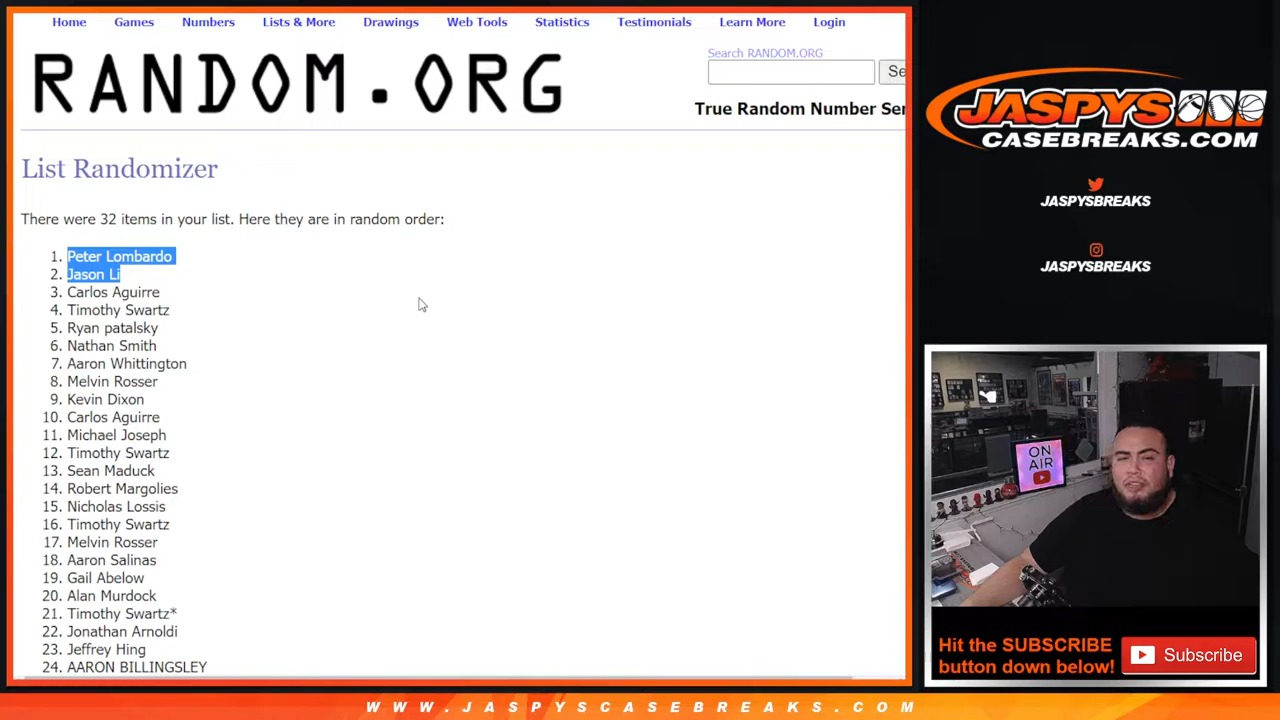 Home Games Numbers Lists & More Drawings Web Tools Statistics Testimonials Learn More Login
RANDOM.ORG
Search RANDOM.ORG
Se
True Random Number Ser
List Randomizer
There were 32 items in your list. Here they are in random order:
1. Peter Lombardo
2. Jason Li
3. Carlos Aguirre
4. Timothy Swartz
5. Ryan patalsky
6. Nathan Smith
7. Aaron Whittington
8. Melvin Rosser
9. Kevin Dixon
10. Carlos Aguirre
11. Michael Joseph
12. Timothy Swartz
13. Sean Maduck
14. Robert Margolies
15. Nicholas Lossis
16. Timothy Swartz
17. Melvin Rosser
18. Aaron Salinas
19. Gail Abelow
20. Alan Murdock
21. Timothy Swartz*
22. Jonathan Arnoldi
23. Jeffrey Hing
24. AARON BILLINGSLEY
JASPYS
CASEBREAKS.COM
JASPYSBREAKS
JASPYSBREAKS
ON
AIR
Hit the SUBSCRIBE
button down below!
Subscribe
WWW.JASPYSCASEBREAKS.COM